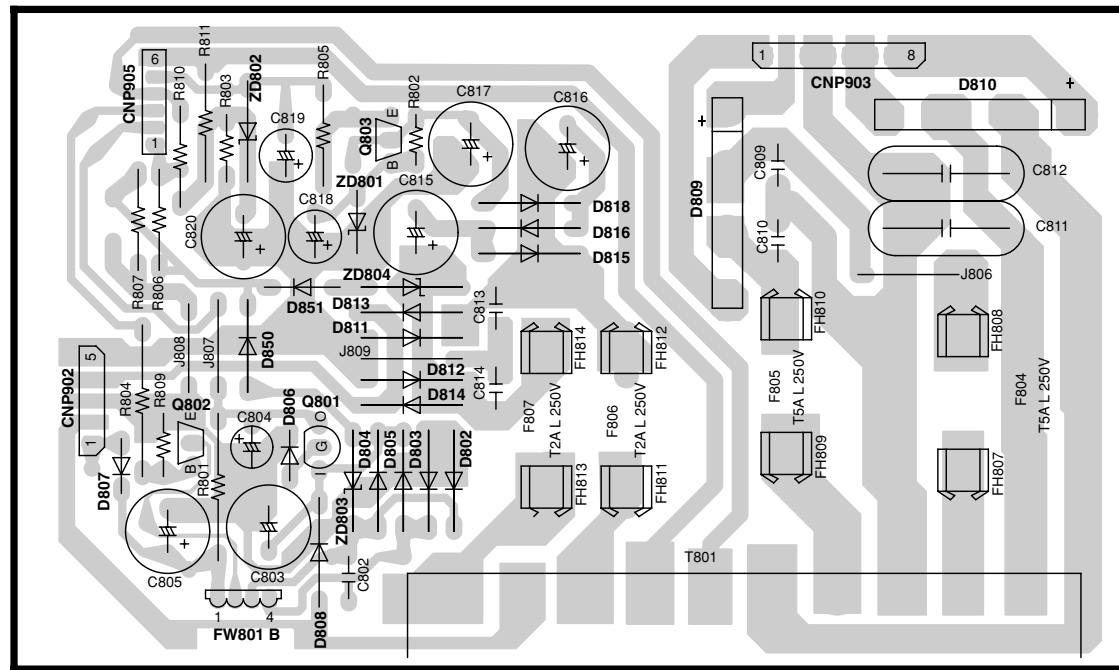 R811
6
CNP905
R810
R803
ZD802
R805
1
C819
Q803
E
B
R802
C817
C816
1
8
CNP903
D810
+
+
D809
C809
C810
C812
C811
J806
ZD801
C815
C818
C820
+
+
+
+
+
+
D818
D816
D815
R807
R806
D851
ZD804
D813
D811
J809
D812
D814
C813
C814
J808
J807
D850
5
CNP902
1
R804
R809
Q802
E
B
C804
+
D806
Q801
O
G
I
R801
D807
D804
D805
D803
D802
ZD803
C805
+
C803
C802
D808
1
4
FW801 B
FH814
FH812
F807
T2A L 250V
F806
T2A L 250V
FH813
FH811
FH810
F805
T5A L 250V
FH809
FH808
F804
T5A L 250V
FH807
T801